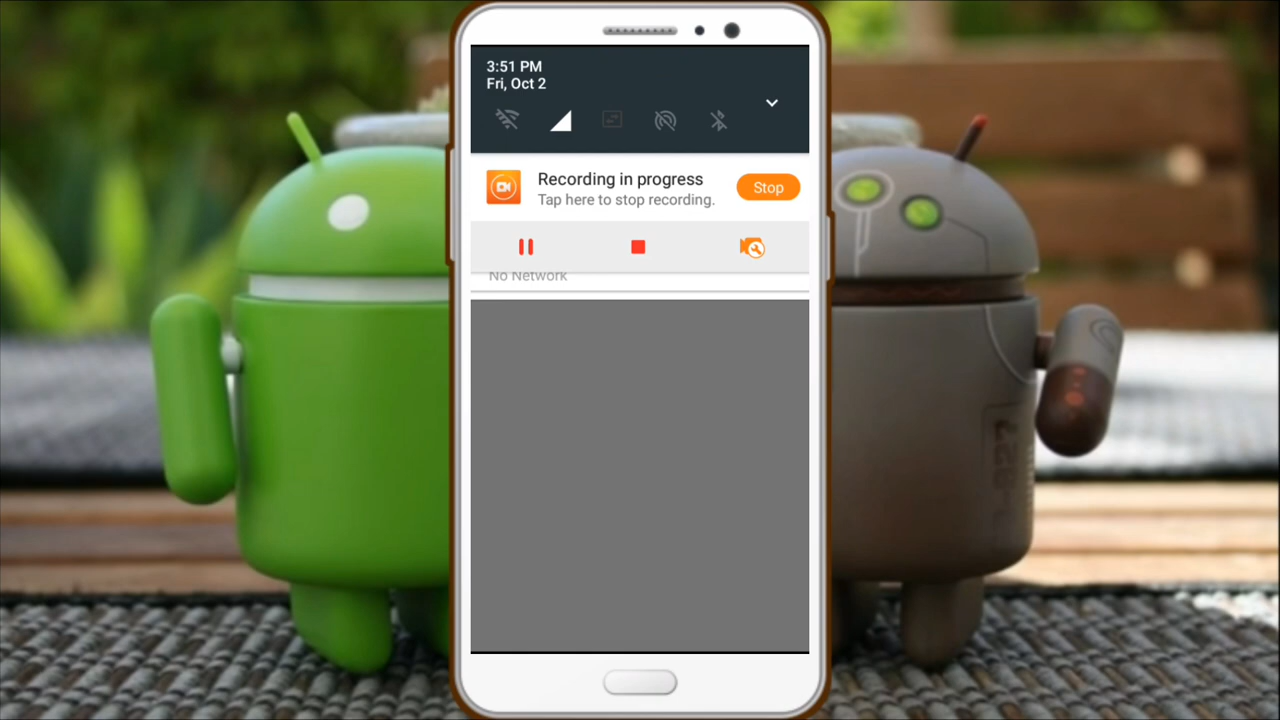 3:51 PM
Fri, Oct 2
Recording in progress
Tap here to stop recording.
Stop
No Network